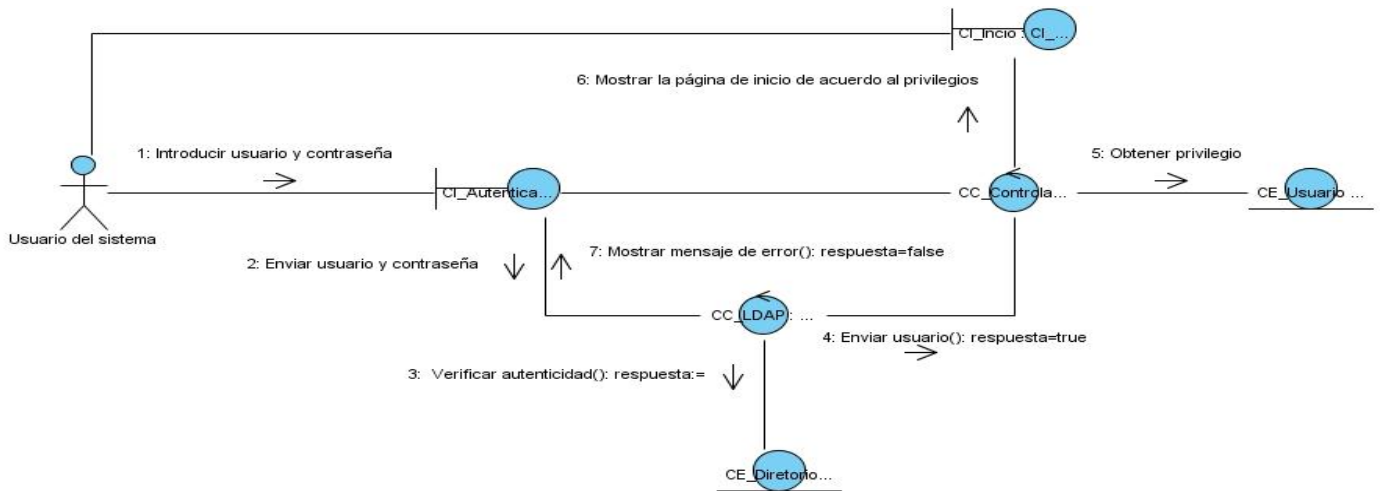 CI_Incio : CI_...
6: Mostrar la página de inicio de acuerdo al privilegios
1: Introducir usuario y contraseña
5: Obtener privilegio
CI_Autentica...
CC_Controla...
CE_Usuario ...
Usuario del sistema
2: Enviar usuario y contraseña
7: Mostrar mensaje de error(): respuesta=false
CC_LDAP : ...
4: Enviar usuario(): respuesta=true
3: Verificar autenticidad(): respuesta:=
CE_Diretorio...